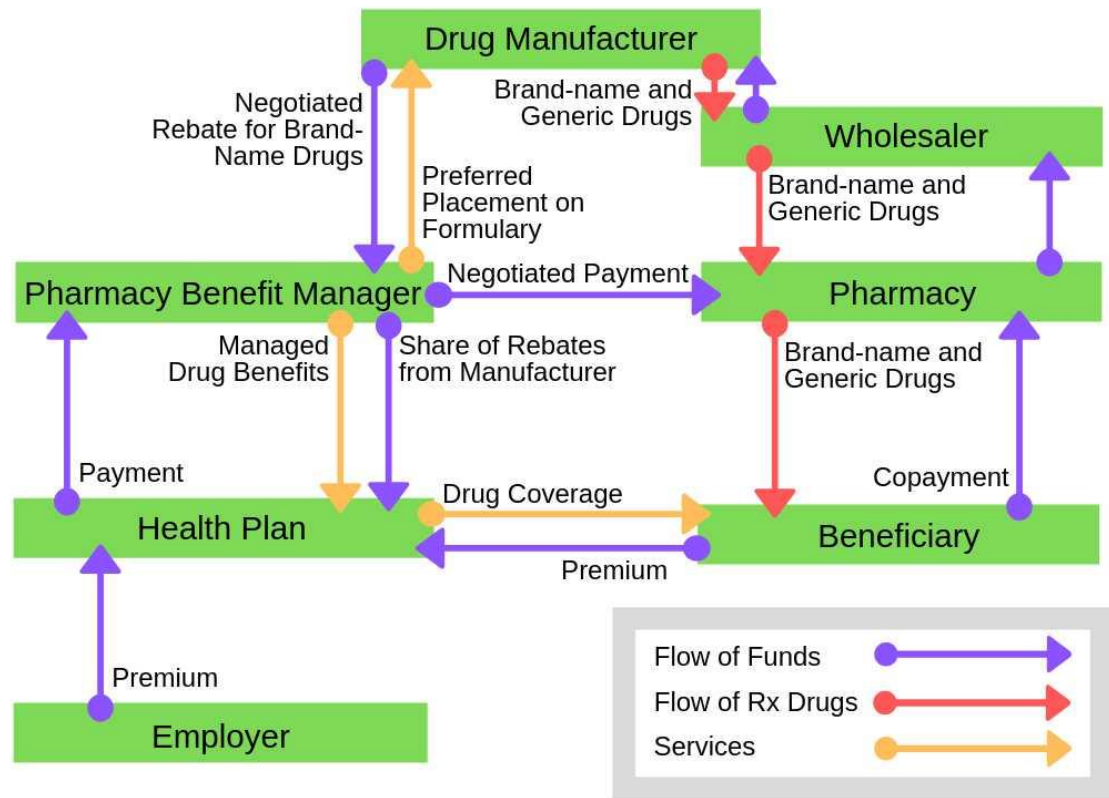 Drug Manufacturer
Negotiated
Rebate for Brand-
Name Drugs
Brand-name and
Generic Drugs
Wholesaler
Preferred
Placement on
Formulary
Brand-name and
Generic Drugs
Pharmacy Benefit Manager
Negotiated Payment
Pharmacy
Managed
Drug Benefits
Share of Rebates
from Manufacturer
Brand-name and
Generic Drugs
Payment
Copayment
Health Plan
Drug Coverage
Beneficiary
Premium
Premium
Employer
Flow of Funds
Flow of Rx Drugs
Services